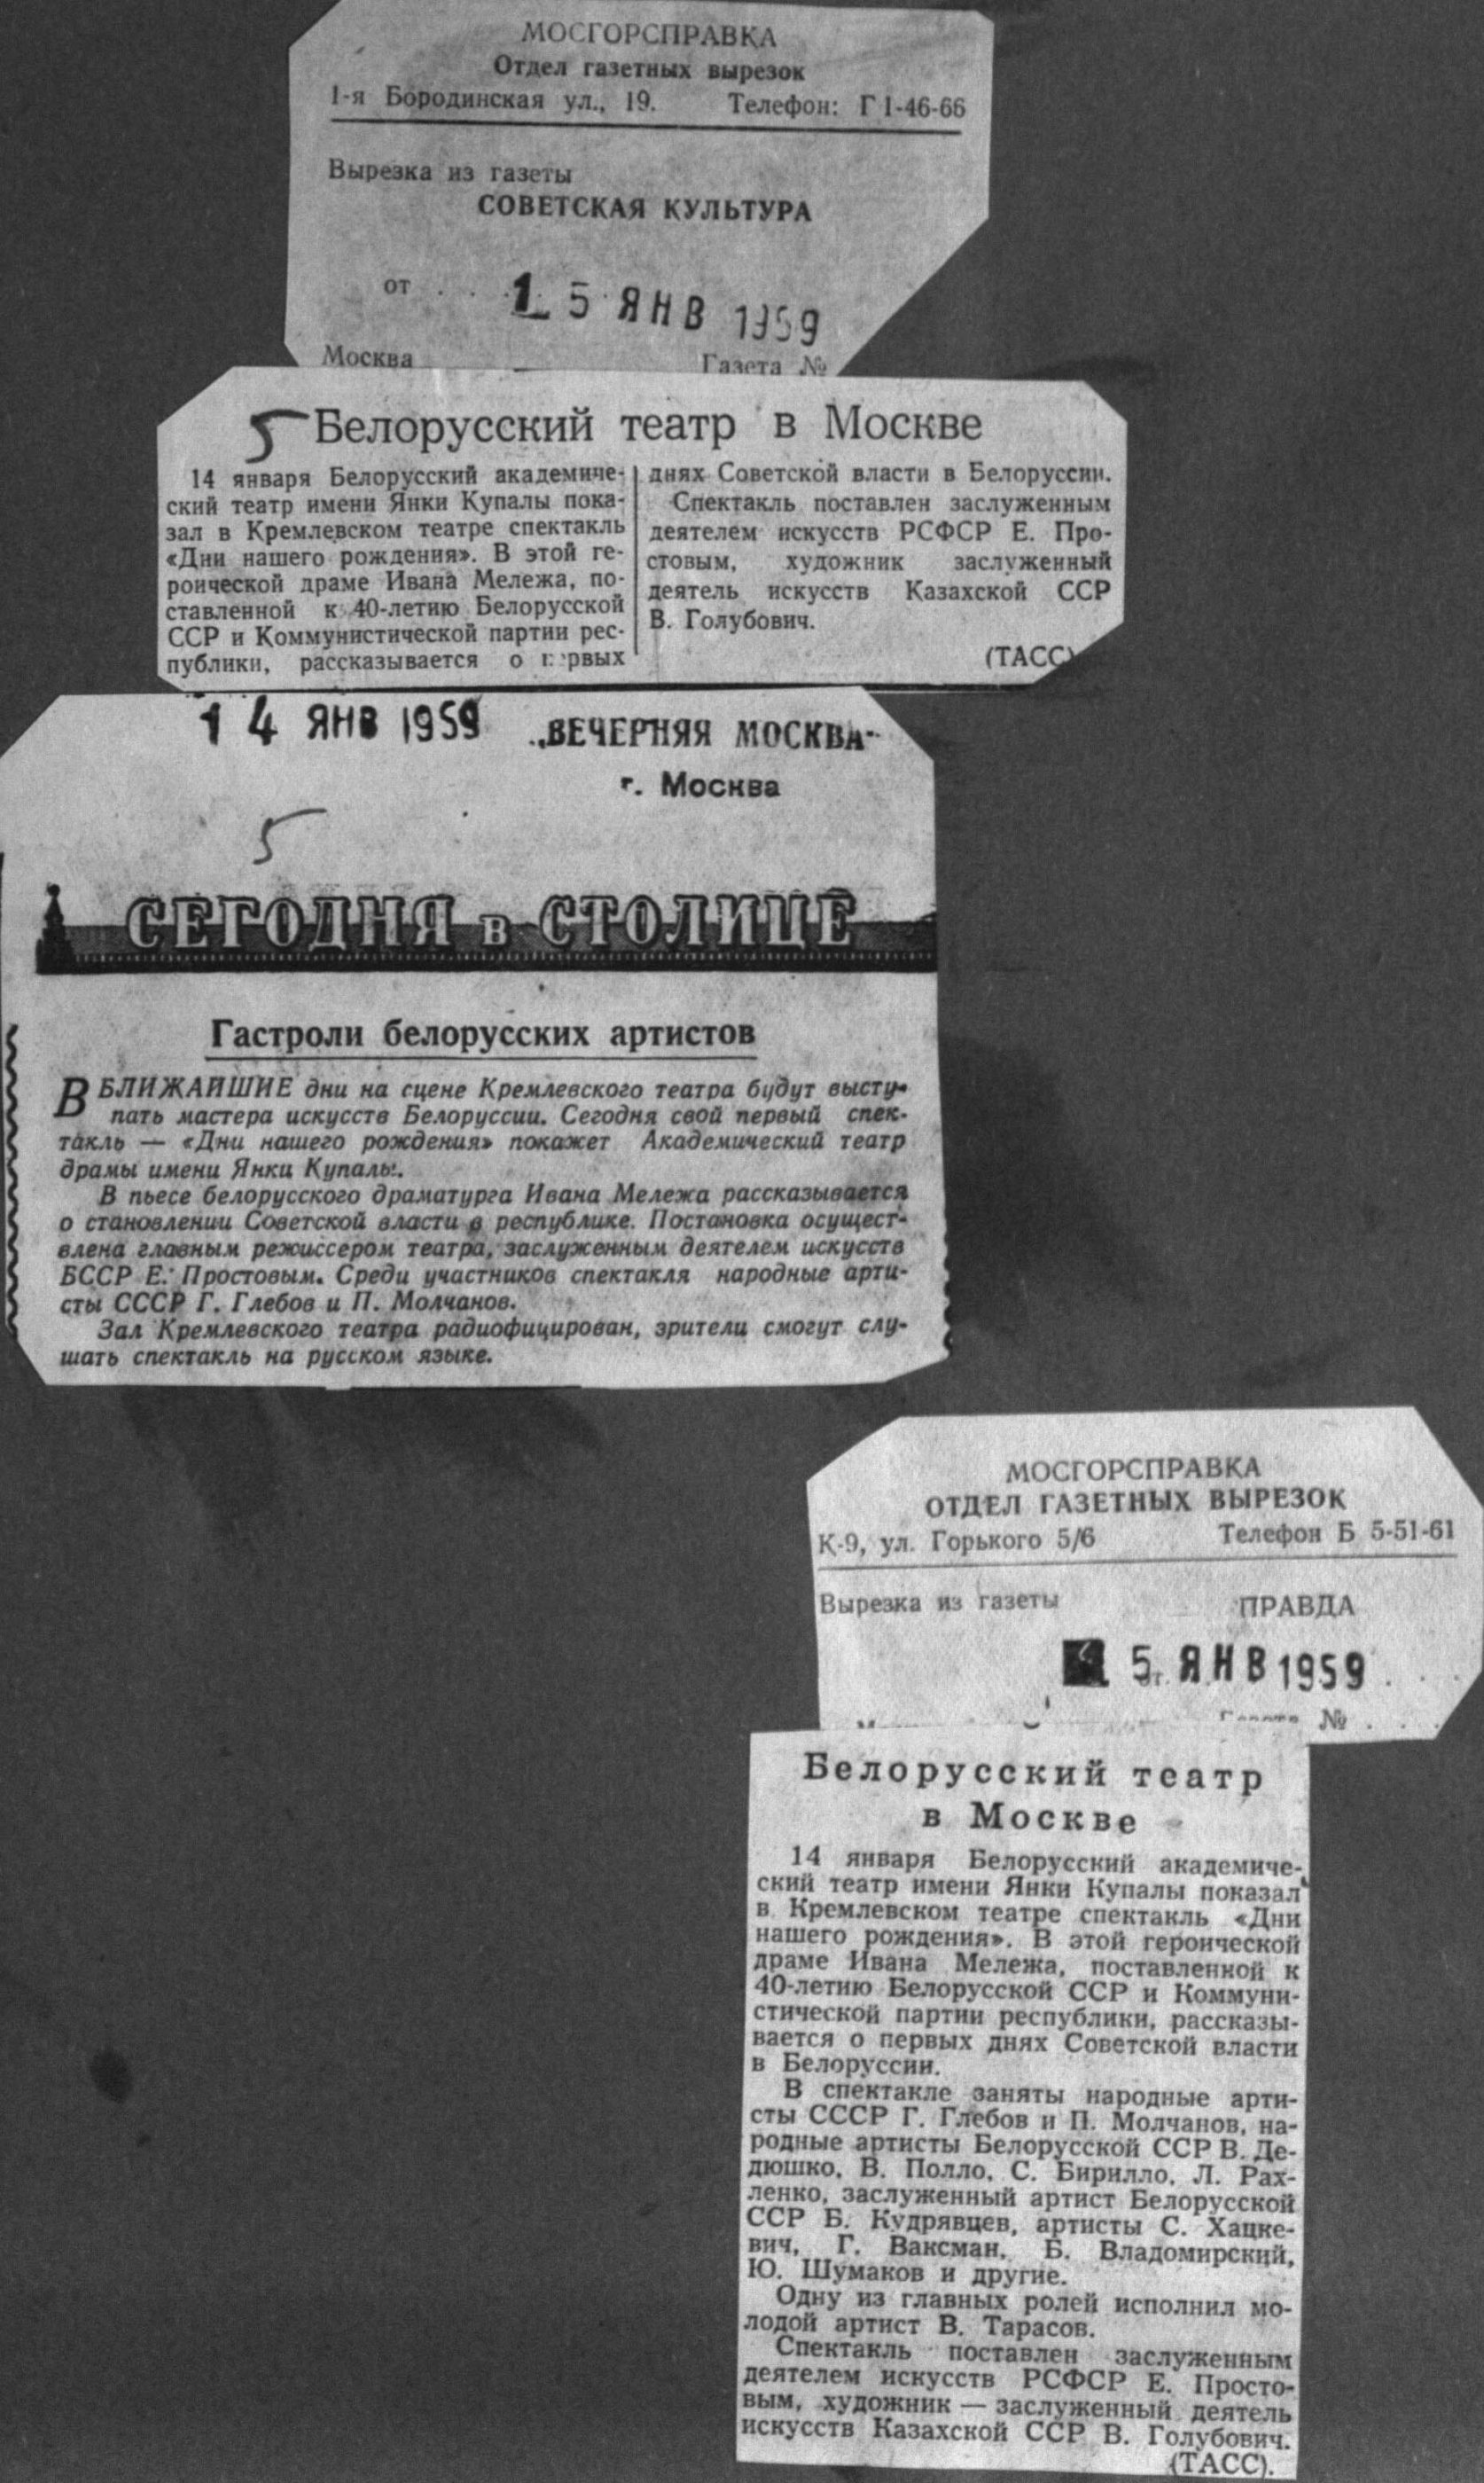 МОСГОРСПРАВКА
Отдел газетных вырезок
1-я Бородинская ул., 19. Телефон: Г 1-46-66
Вырезка из газеты
СОВЕТСКАЯ КУЛЬТУРА
от . . 15 ЯНВ 1959
Москва Газета №
5 Белорусский театр в Москве
14 января Белорусский академиче-
ский театр имени Янки Купалы пока-
зал в Кремлевском театре спектакль
«Дни нашего рождения». В этой ге-
роической драме Ивана Мележа, по-
ставленной к 40-летию Белорусской
ССР и Коммунистической партии рес-
публики, рассказывается о первых
днях Советской власти в Белоруссии.
Спектакль поставлен заслуженным
деятелем искусств РСФСР Е. Про-
стовым, художник заслуженный
деятель искусств Казахской ССР
В. Голубович.
(ТАСС)
14 ЯНВ 1959 „ВЕЧЕРНЯЯ МОСКВА"
г. Москва
5
СЕГОДНЯ в СТОЛИЦЕ
Гастроли белорусских артистов
В БЛИЖАЙШИЕ дни на сцене Кремлевского театра будут высту-
пать мастера искусств Белоруссии. Сегодня свой первый спек-
такль — «Дни нашего рождения» покажет Академический театр
драмы имени Янки Купалы.
В пьесе белорусского драматурга Ивана Мележа рассказывается
о становлении Советской власти в республике. Постановка осущест-
влена главным режиссером театра, заслуженным деятелем искусств
БССР Е. Простовым. Среди участников спектакля народные арти-
сты СССР Г. Глебов и П. Молчанов.
Зал Кремлевского театра радиофицирован, зрители смогут слу-
шать спектакль на русском языке.
МОСГОРСПРАВКА
ОТДЕЛ ГАЗЕТНЫХ ВЫРЕЗОК
К-9, ул. Горького 5/6 Телефон Б 5-51-61
Вырезка из газеты ПРАВДА
5 ЯНВ 1959 . .
Газета № . . .
Белорусский театр
в Москве
14 января Белорусский академиче-
ский театр имени Янки Купалы показал
в Кремлевском театре спектакль «Дни
нашего рождения». В этой героической
драме Ивана Мележа, поставленной к
40-летию Белорусской ССР и Коммуни-
стической партии республики, рассказы-
вается о первых днях Советской власти
в Белоруссии.
В спектакле заняты народные арти-
сты СССР Г. Глебов и П. Молчанов, на-
родные артисты Белорусской ССР В. Де-
дюшко, В. Полло, С. Бирилло, Л. Рах-
ленко, заслуженный артист Белорусской
ССР Б. Кудрявцев, артисты С. Хацке-
вич, Г. Ваксман, Б. Владомирский,
Ю. Шумаков и другие.
Одну из главных ролей исполнил мо-
лодой артист В. Тарасов.
Спектакль поставлен заслуженным
деятелем искусств РСФСР Е. Просто-
вым, художник — заслуженный деятель
искусств Казахской ССР В. Голубович.
(ТАСС).